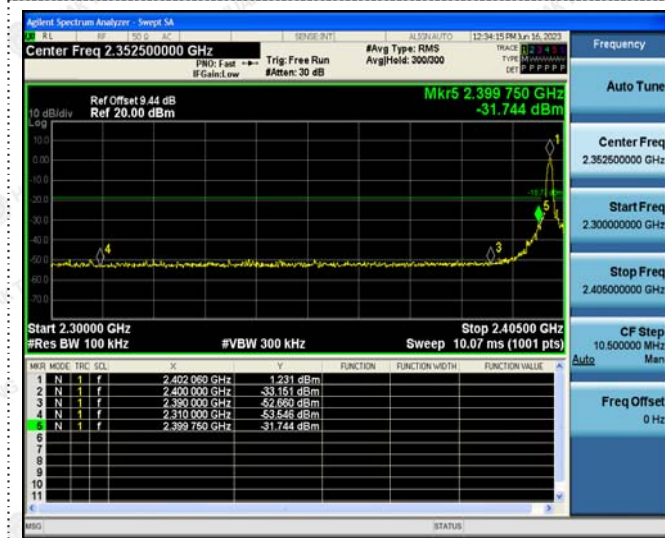 Agilent Spectrum Analyzer - Swept SA
RL RF 50 Ω AC SENSE:INT ALIGN AUTO 12:34:15 PM Jun 16, 2023
Center Freq 2.352500000 GHz
PNO: Fast
IFGain:Low
Trig: Free Run
#Atten: 30 dB
#Avg Type: RMS
Avg|Hold: 300/300
TRACE 1 2 3 4 5 6
TYPE M
DET P P P P P P
Ref Offset 9.44 dB
10 dB/div Ref 20.00 dBm
Log
Mkr5 2.399 750 GHz
-31.744 dBm
10.0
0.00
-10.0
-20.0
-30.0
-40.0
-50.0
-60.0
-70.0
1
5
3
4
Start 2.30000 GHz Stop 2.40500 GHz
#Res BW 100 kHz #VBW 300 kHz Sweep 10.07 ms (1001 pts)
MKR MODE TRC SCL X Y FUNCTION FUNCTION WIDTH FUNCTION VALUE
1 N 1 f 2.402 060 GHz 1.231 dBm
2 N 1 f 2.400 000 GHz -33.151 dBm
3 N 1 f 2.390 000 GHz -52.660 dBm
4 N 1 f 2.310 000 GHz -53.546 dBm
5 N 1 f 2.399 750 GHz -31.744 dBm
6
7
8
9
10
11
MSG STATUS
Frequency
Auto Tune
Center Freq
2.352500000 GHz
Start Freq
2.300000000 GHz
Stop Freq
2.405000000 GHz
CF Step
10.500000 MHz
Auto Man
Freq Offset
0 Hz